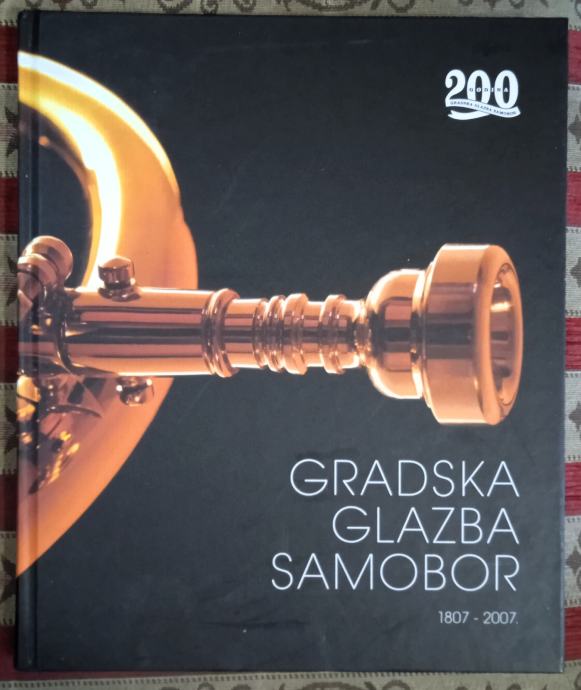 200
GODINA
GRADSKA GLAZBA SAMOBOR
GRADSKA
GLAZBA
SAMOBOR
1807 - 2007.